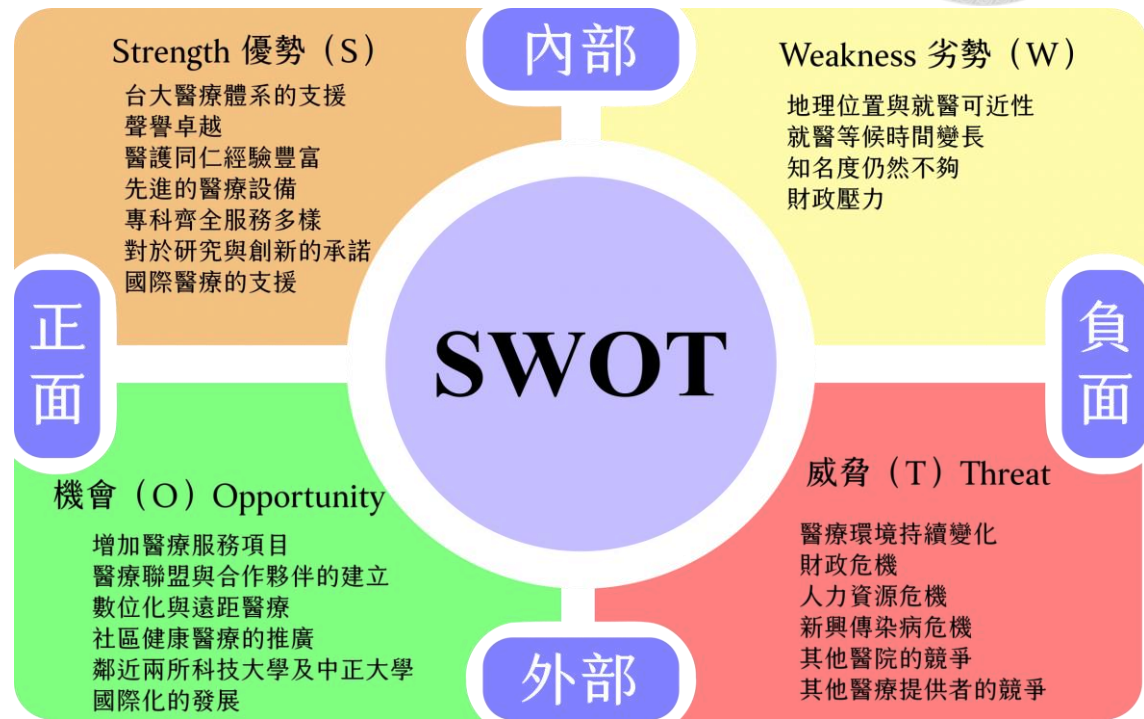 內部
Strength 優勢（S）
台大醫療體系的支援
聲譽卓越
醫護同仁經驗豐富
先進的醫療設備
專科齊全服務多樣
對於研究與創新的承諾
國際醫療的支援
Weakness 劣勢（W）
地理位置與就醫可近性
就醫等候時間變長
知名度仍然不夠
財政壓力
正面
SWOT
負面
機會（O）Opportunity
增加醫療服務項目
醫療聯盟與合作夥伴的建立
數位化與遠距醫療
社區健康醫療的推廣
鄰近兩所科技大學及中正大學
國際化的發展
威脅（T）Threat
醫療環境持續變化
財政危機
人力資源危機
新興傳染病危機
其他醫院的競爭
其他醫療提供者的競爭
外部